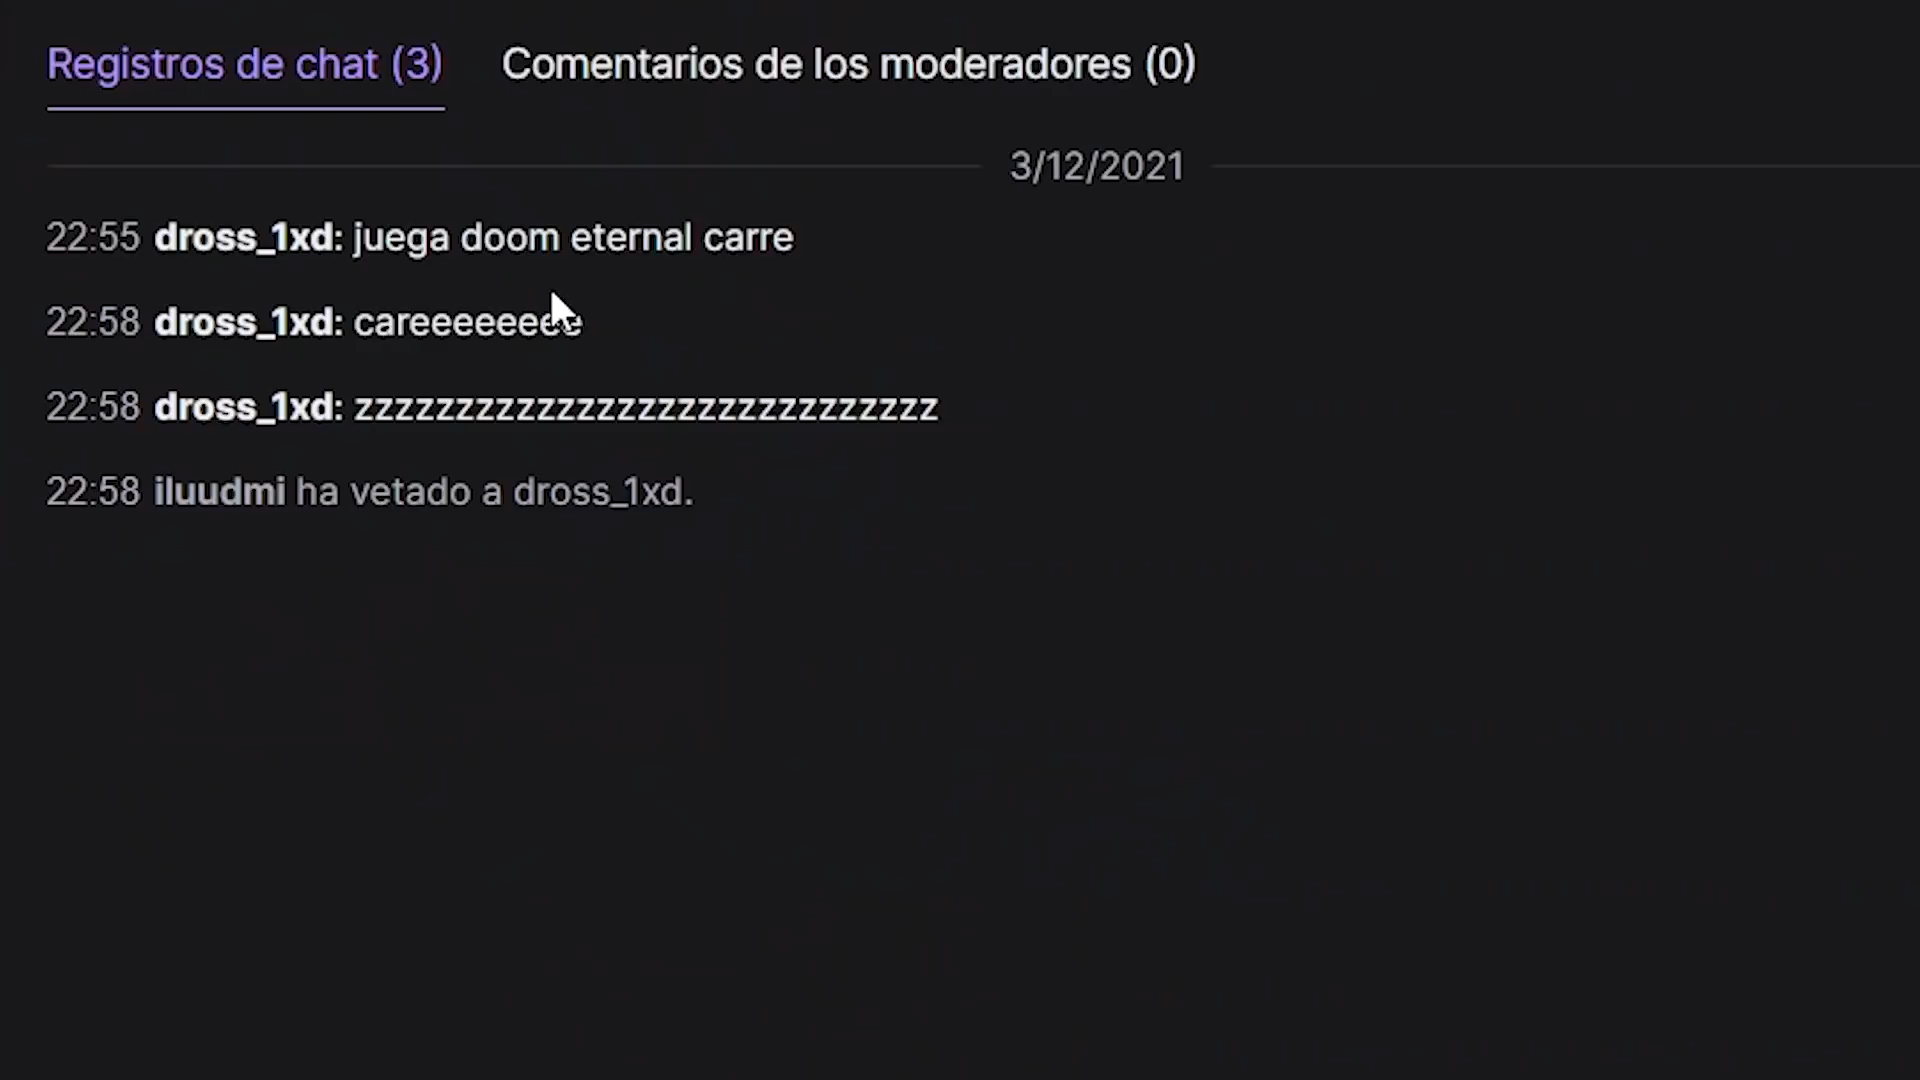 Registros de chat (3) Comentarios de los moderadores (0)
3/12/2021
22:55 dross_1xd: juega doom eternal carre
22:58 dross_1xd: careeeeeeee
22:58 dross_1xd: zzzzzzzzzzzzzzzzzzzzzzzzzzzzz
22:58 iluudmi ha vetado a dross_1xd.